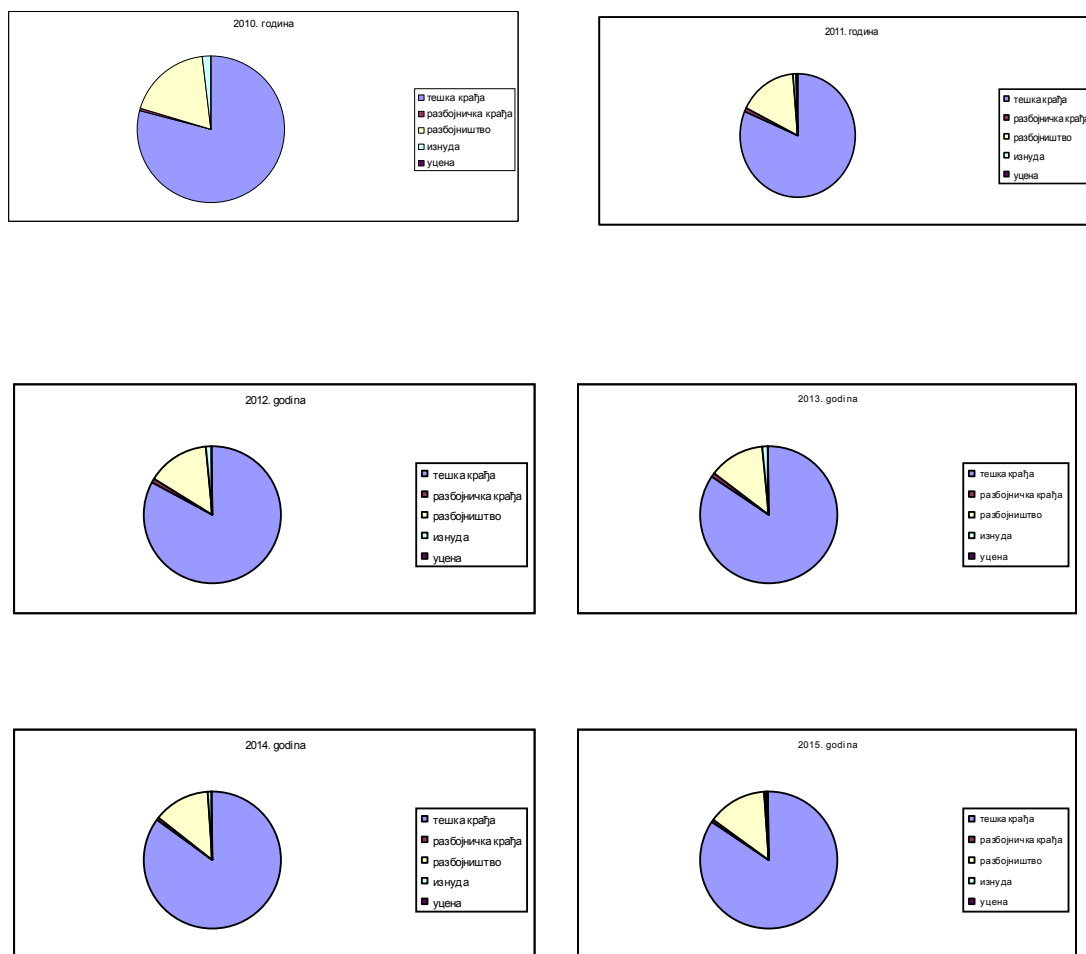 2010. година
тешка крађа
разбојничка крађа
разбојништво
изнуда
уцена
2011. година
тешка крађа
разбојничка крађа
разбојништво
изнуда
уцена
2012. godina
тешка крађа
разбојничка крађа
разбојништво
изнуда
уцена
2013. godina
тешка крађа
разбојничка крађа
разбојништво
изнуда
уцена
2014. godina
тешка крађа
разбојничка крађа
разбојништво
изнуда
уцена
2015. godina
тешка крађа
разбојничка крађа
разбојништво
изнуда
уцена